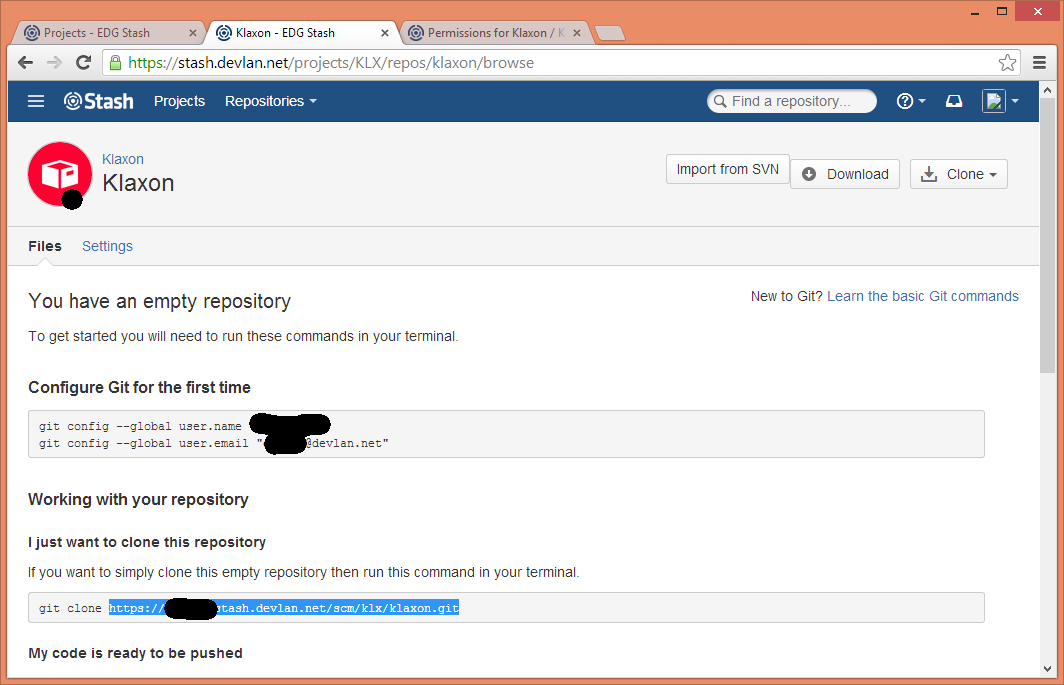 Projects - EDG Stash
Klaxon - EDG Stash
Permissions for Klaxon / K
https://stash.devlan.net/projects/KLX/repos/klaxon/browse
Stash Projects Repositories Find a repository...
Klaxon
Klaxon
Import from SVN Download Clone
Files Settings
You have an empty repository
New to Git? Learn the basic Git commands
To get started you will need to run these commands in your terminal.
Configure Git for the first time
git config --global user.name
git config --global user.email "@devlan.net"
Working with your repository
I just want to clone this repository
If you want to simply clone this empty repository then run this command in your terminal.
git clone https://stash.devlan.net/scm/klx/klaxon.git
My code is ready to be pushed